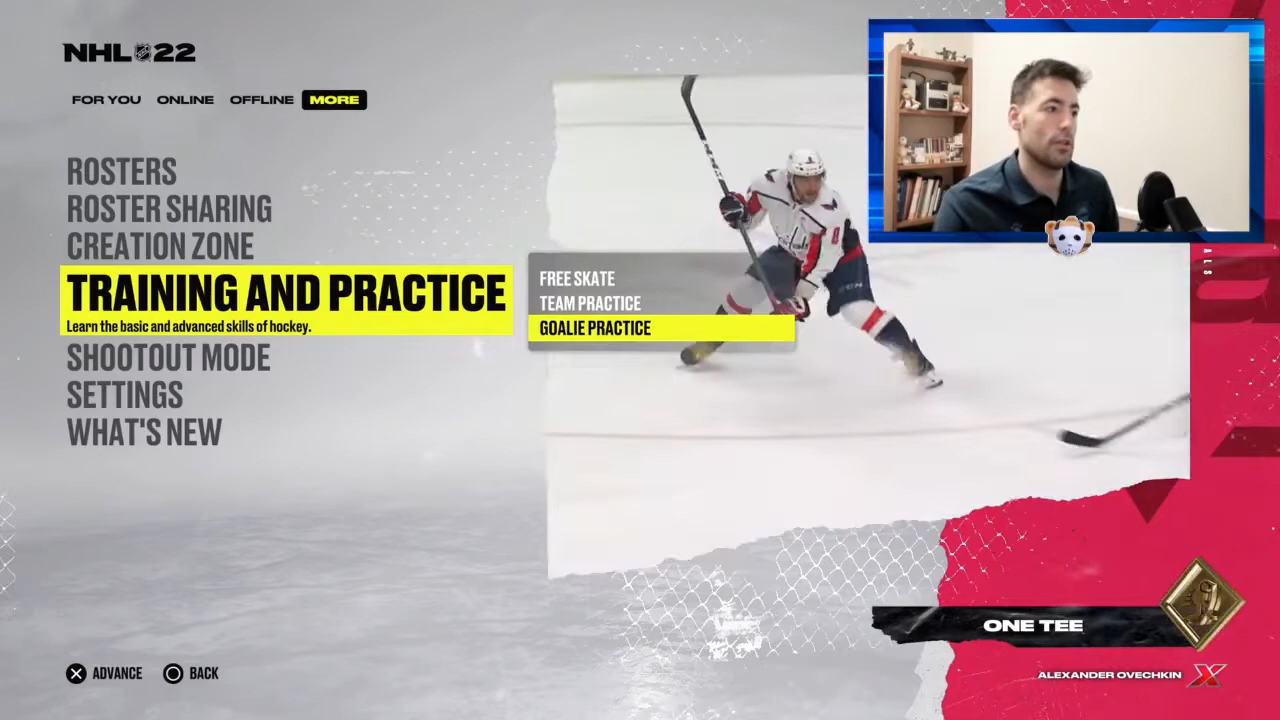 NHL 22
FOR YOU ONLINE OFFLINE MORE
ROSTERS
ROSTER SHARING
CREATION ZONE
TRAINING AND PRACTICE
Learn the basic and advanced skills of hockey.
SHOOTOUT MODE
SETTINGS
WHAT'S NEW
FREE SKATE
TEAM PRACTICE
GOALIE PRACTICE
ONE TEE
ALEXANDER OVECHKIN X
ADVANCE BACK